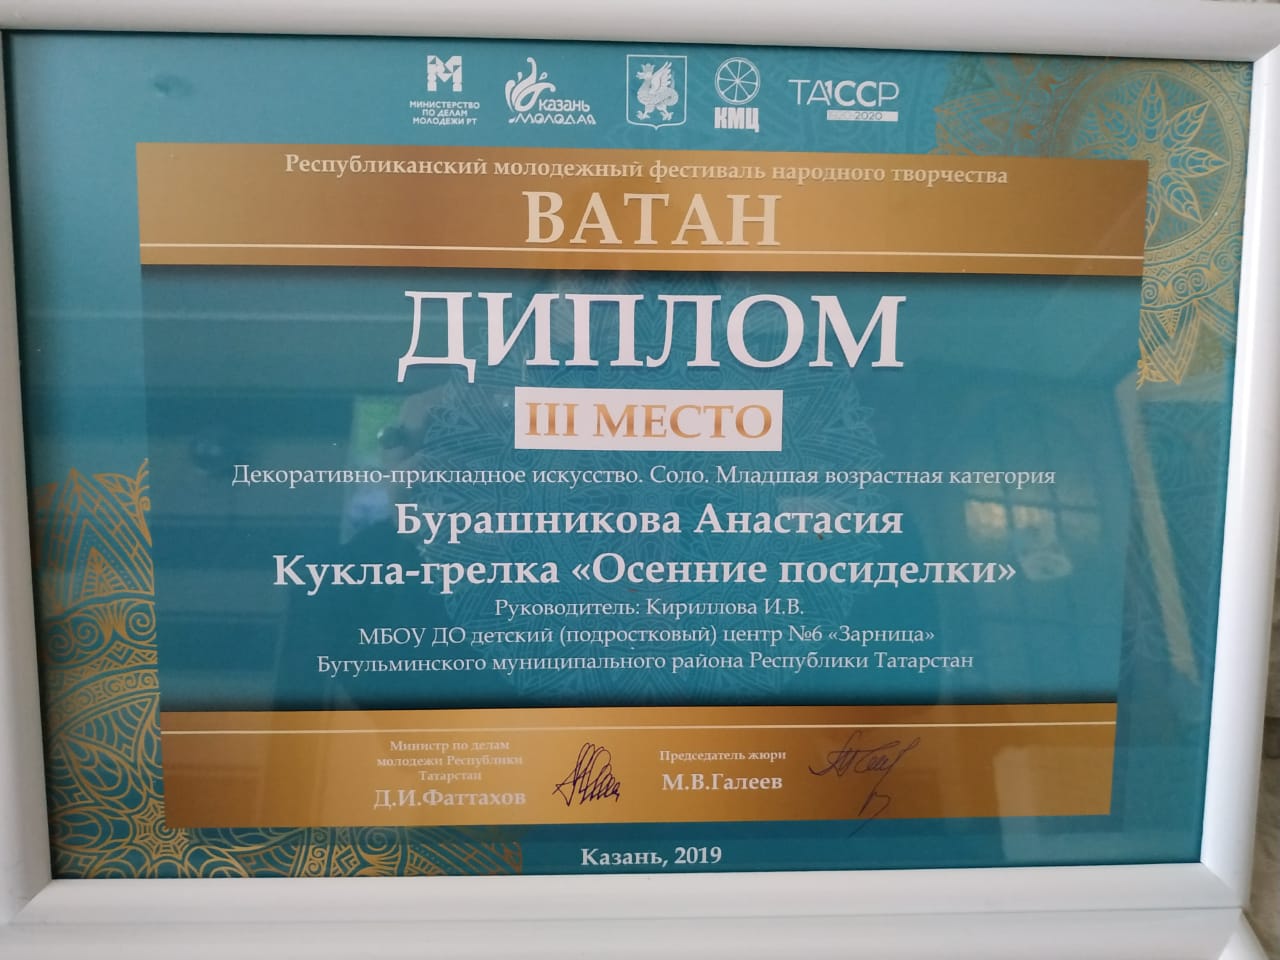 МИНИСТЕРСТВО
ПО ДЕЛАМ
МОЛОДЕЖИ РТ
Казань
МОЛОДАЯ
КМЦ
ТАССР
2020
Республиканский молодежный фестиваль народного творчества
ВАТАН
ДИПЛОМ
III МЕСТО
Декоративно-прикладное искусство. Соло. Младшая возрастная категория
Бурашникова Анастасия
Кукла-грелка «Осенние посиделки»
Руководитель: Кириллова И.В.
МБОУ ДО детский (подростковый) центр №6 «Зарница»
Бугульминского муниципального района Республики Татарстан
Министр по делам
молодежи Республики
Татарстан
Д.И.Фаттахов
Председатель жюри
М.В.Галеев
Казань, 2019